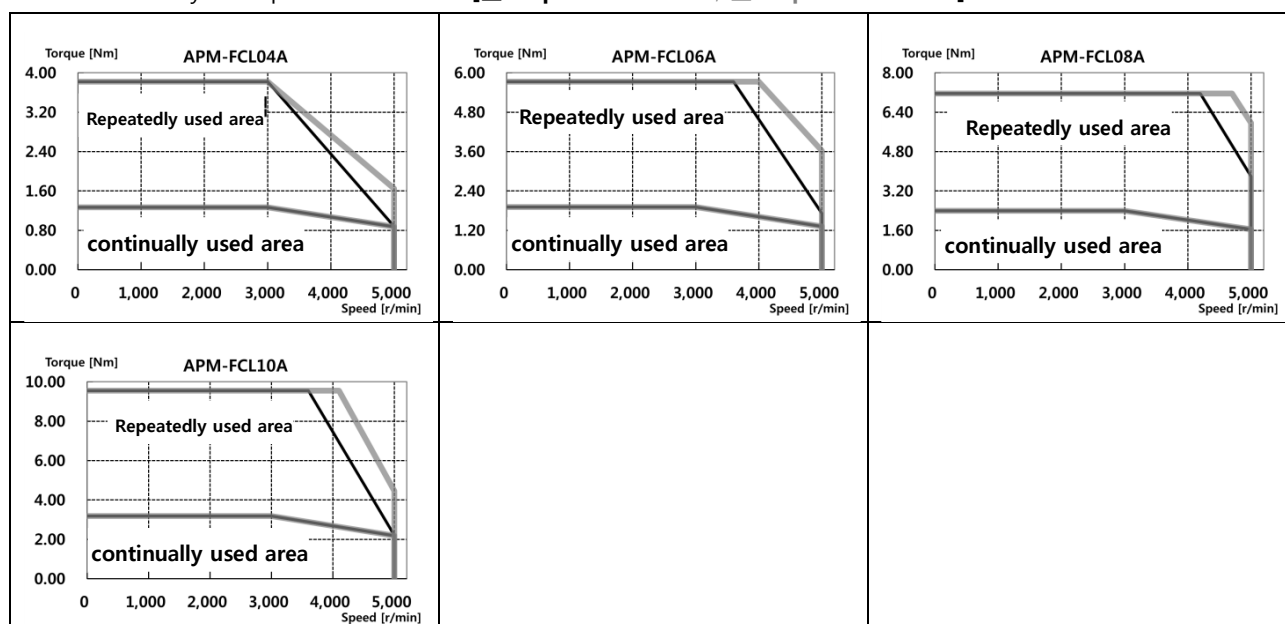 Torque [Nm] APM-FCL04A
4.00
3.20
Repeatedly used area
2.40
1.60
0.80
continually used area
0.00
0 1,000 2,000 3,000 4,000 5,000
Speed [r/min]
Torque [Nm] APM-FCL06A
6.00
4.80
Repeatedly used area
3.60
2.40
1.20
continually used area
0.00
0 1,000 2,000 3,000 4,000 5,000
Speed [r/min]
Torque [Nm] APM-FCL08A
8.00
6.40
Repeatedly used area
4.80
3.20
1.60
continually used area
0.00
0 1,000 2,000 3,000 4,000 5,000
Speed [r/min]
Torque [Nm] APM-FCL10A
10.00
8.00
Repeatedly used area
6.00
4.00
2.00
continually used area
0.00
0 1,000 2,000 3,000 4,000 5,000
Speed [r/min]